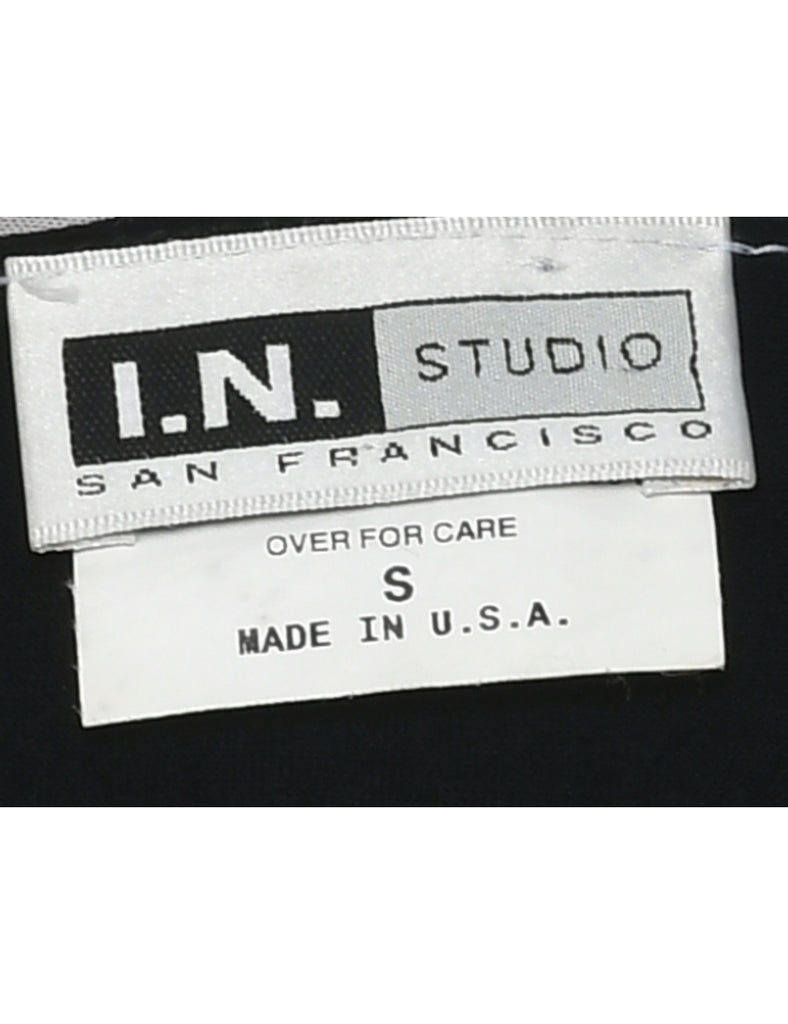 I.N. STUDIO
SAN FRANCISCO
OVER FOR CARE
S
MADE IN U.S.A.